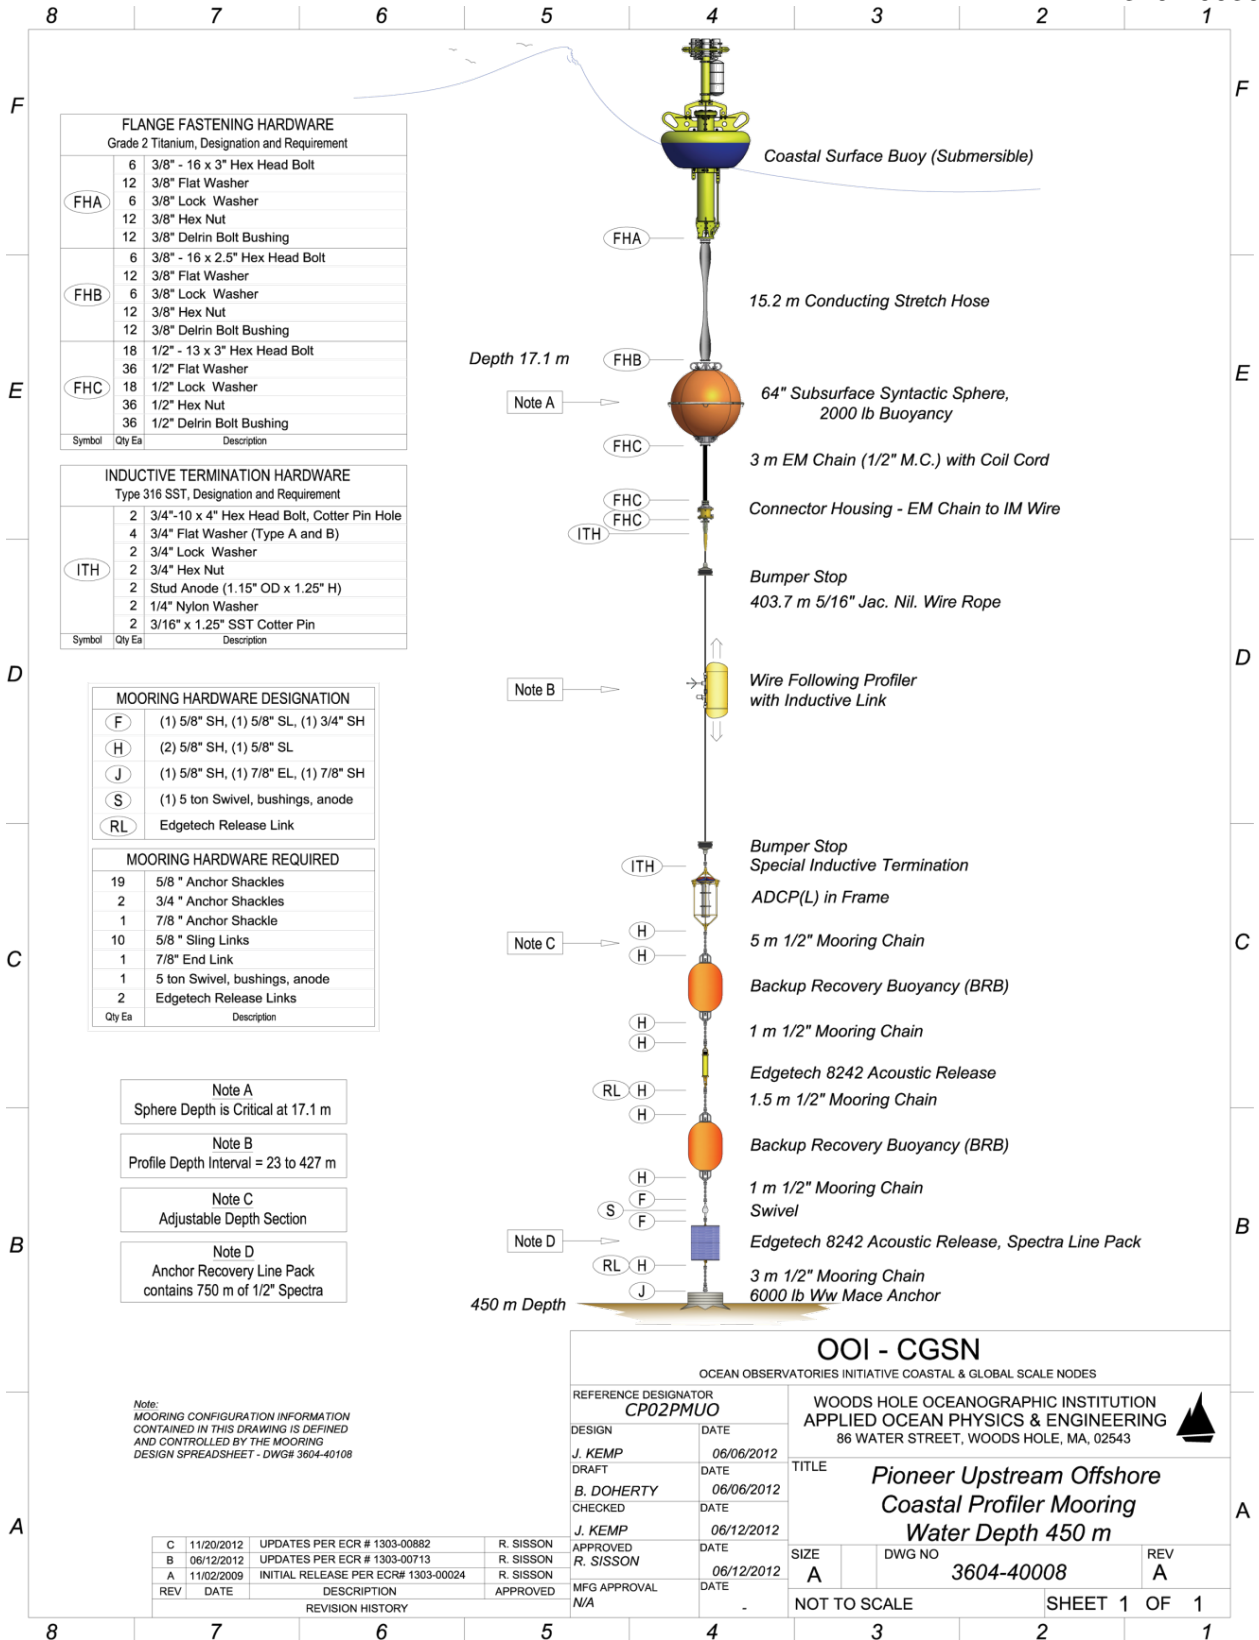 8 7 6 5 4 3 2 1
F
F
FLANGE FASTENING HARDWARE
Grade 2 Titanium, Designation and Requirement
FHA
6 3/8" - 16 x 3" Hex Head Bolt
12 3/8" Flat Washer
6 3/8" Lock Washer
12 3/8" Hex Nut
12 3/8" Delrin Bolt Bushing
FHB
6 3/8" - 16 x 2.5" Hex Head Bolt
12 3/8" Flat Washer
6 3/8" Lock Washer
12 3/8" Hex Nut
12 3/8" Delrin Bolt Bushing
FHC
18 1/2" - 13 x 3" Hex Head Bolt
36 1/2" Flat Washer
18 1/2" Lock Washer
36 1/2" Hex Nut
36 1/2" Delrin Bolt Bushing
Symbol Qty Ea Description
INDUCTIVE TERMINATION HARDWARE
Type 316 SST, Designation and Requirement
ITH
2 3/4"-10 x 4" Hex Head Bolt, Cotter Pin Hole
4 3/4" Flat Washer (Type A and B)
2 3/4" Lock Washer
2 3/4" Hex Nut
2 Stud Anode (1.15" OD x 1.25" H)
2 1/4" Nylon Washer
2 3/16" x 1.25" SST Cotter Pin
Symbol Qty Ea Description
MOORING HARDWARE DESIGNATION
F (1) 5/8" SH, (1) 5/8" SL, (1) 3/4" SH
H (2) 5/8" SH, (1) 5/8" SL
J (1) 5/8" SH, (1) 7/8" EL, (1) 7/8" SH
S (1) 5 ton Swivel, bushings, anode
RL Edgetech Release Link
MOORING HARDWARE REQUIRED
19 5/8 " Anchor Shackles
2 3/4 " Anchor Shackles
1 7/8 " Anchor Shackle
10 5/8 " Sling Links
1 7/8" End Link
1 5 ton Swivel, bushings, anode
2 Edgetech Release Links
Qty Ea Description
Note A
Sphere Depth is Critical at 17.1 m
Note B
Profile Depth Interval = 23 to 427 m
Note C
Adjustable Depth Section
Note D
Anchor Recovery Line Pack
contains 750 m of 1/2" Spectra
Coastal Surface Buoy (Submersible)
FHA
15.2 m Conducting Stretch Hose
Depth 17.1 m FHB
Note A
64" Subsurface Syntactic Sphere,
2000 lb Buoyancy
FHC
3 m EM Chain (1/2" M.C.) with Coil Cord
FHC
Connector Housing - EM Chain to IM Wire
FHC
ITH
Bumper Stop
403.7 m 5/16" Jac. Nil. Wire Rope
Note B
Wire Following Profiler
with Inductive Link
Bumper Stop
ITH Special Inductive Termination
ADCP(L) in Frame
H
Note C
5 m 1/2" Mooring Chain
H
Backup Recovery Buoyancy (BRB)
H
1 m 1/2" Mooring Chain
H
Edgetech 8242 Acoustic Release
RL H
1.5 m 1/2" Mooring Chain
H
Backup Recovery Buoyancy (BRB)
H
1 m 1/2" Mooring Chain
F
S Swivel
F
Note D
Edgetech 8242 Acoustic Release, Spectra Line Pack
RL H
3 m 1/2" Mooring Chain
J 6000 lb Ww Mace Anchor
450 m Depth
E
E
D
D
C
C
B
B
A
A
Note:
MOORING CONFIGURATION INFORMATION
CONTAINED IN THIS DRAWING IS DEFINED
AND CONTROLLED BY THE MOORING
DESIGN SPREADSHEET - DWG# 3604-40108
C 11/20/2012 UPDATES PER ECR # 1303-00882 R. SISSON
B 06/12/2012 UPDATES PER ECR # 1303-00713 R. SISSON
A 11/02/2009 INITIAL RELEASE PER ECR# 1303-00024 R. SISSON
REV DATE DESCRIPTION APPROVED
REVISION HISTORY
OOI - CGSN
OCEAN OBSERVATORIES INITIATIVE COASTAL & GLOBAL SCALE NODES
REFERENCE DESIGNATOR
CP02PMUO
DESIGN DATE
J. KEMP 06/06/2012
DRAFT DATE
B. DOHERTY 06/06/2012
CHECKED DATE
J. KEMP 06/12/2012
APPROVED DATE
R. SISSON 06/12/2012
MFG APPROVAL DATE
N/A -
WOODS HOLE OCEANOGRAPHIC INSTITUTION
APPLIED OCEAN PHYSICS & ENGINEERING
86 WATER STREET, WOODS HOLE, MA, 02543
TITLE
Pioneer Upstream Offshore
Coastal Profiler Mooring
Water Depth 450 m
SIZE DWG NO REV
A 3604-40008 A
NOT TO SCALE SHEET 1 OF 1
8 7 6 5 4 3 2 1